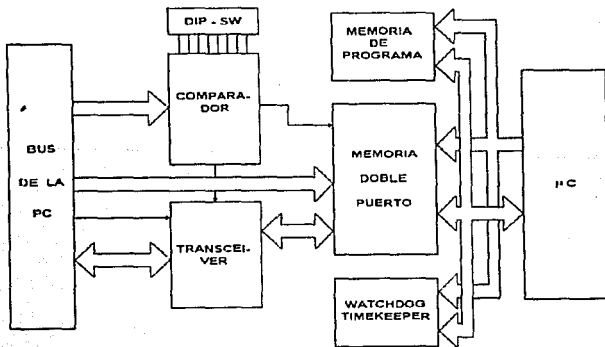 DIP - SW
MEMORIA
DE
PROGRAMA
COMPARA-
DOR
BUS
DE LA
PC
MEMORIA
DOBLE
PUERTO
µC
TRANSCEI-
VER
WATCHDOG
TIMEKEEPER